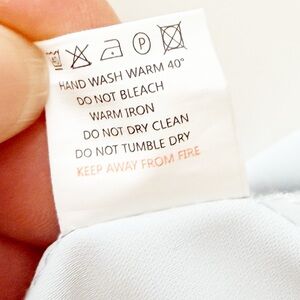 HAND WASH WARM 40°
DO NOT BLEACH
WARM IRON
DO NOT DRY CLEAN
DO NOT TUMBLE DRY
KEEP AWAY FROM FIRE